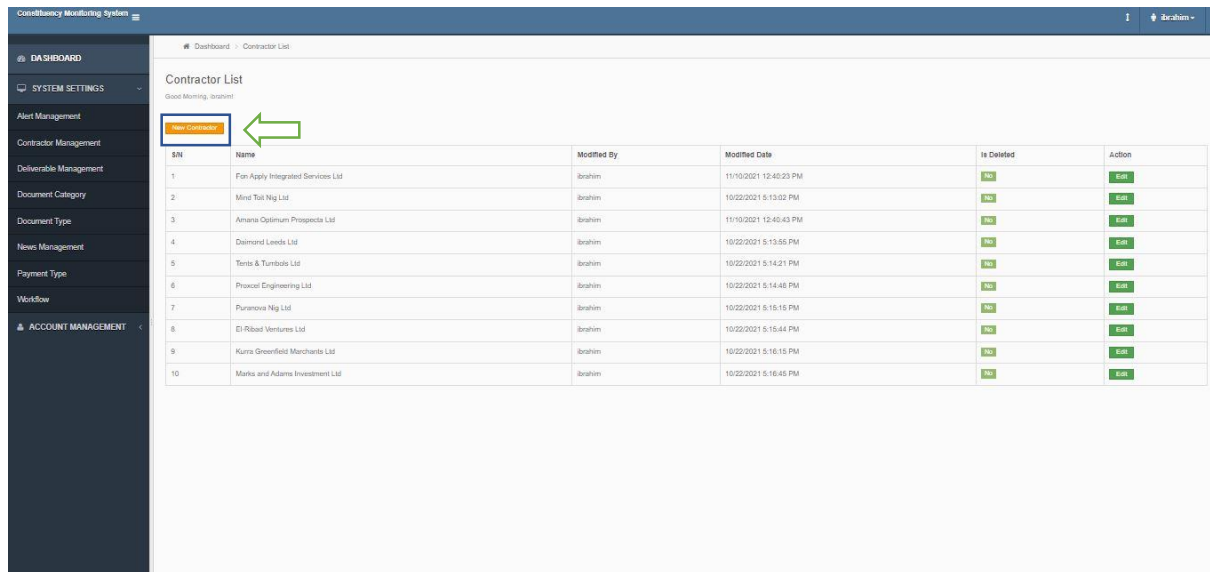 Constituency Monitoring System
ibrahim
DASHBOARD
SYSTEM SETTINGS
Alert Management
Contractor Management
Deliverable Management
Document Category
Document Type
News Management
Payment Type
Workflow
ACCOUNT MANAGEMENT
Dashboard Contractor List
Contractor List
Good Morning, ibrahim!
New Contractor
S/N Name Modified By Modified Date Is Deleted Action
1 Fon Apply Integrated Services Ltd ibrahim 11/10/2021 12:40:23 PM No Edit
2 Mind Toit Nig Ltd ibrahim 10/22/2021 5:13:02 PM No Edit
3 Amana Optimum Prospecta Ltd ibrahim 11/10/2021 12:40:43 PM No Edit
4 Daimond Leeds Ltd ibrahim 10/22/2021 5:13:55 PM No Edit
5 Tents & Tumbols Ltd ibrahim 10/22/2021 5:14:21 PM No Edit
6 Proxcel Engineering Ltd ibrahim 10/22/2021 5:14:48 PM No Edit
7 Puranova Nig Ltd ibrahim 10/22/2021 5:15:15 PM No Edit
8 El-Ribad Ventures Ltd ibrahim 10/22/2021 5:15:44 PM No Edit
9 Kurra Greenfield Marchants Ltd ibrahim 10/22/2021 5:16:15 PM No Edit
10 Marks and Adams Investment Ltd ibrahim 10/22/2021 5:16:45 PM No Edit